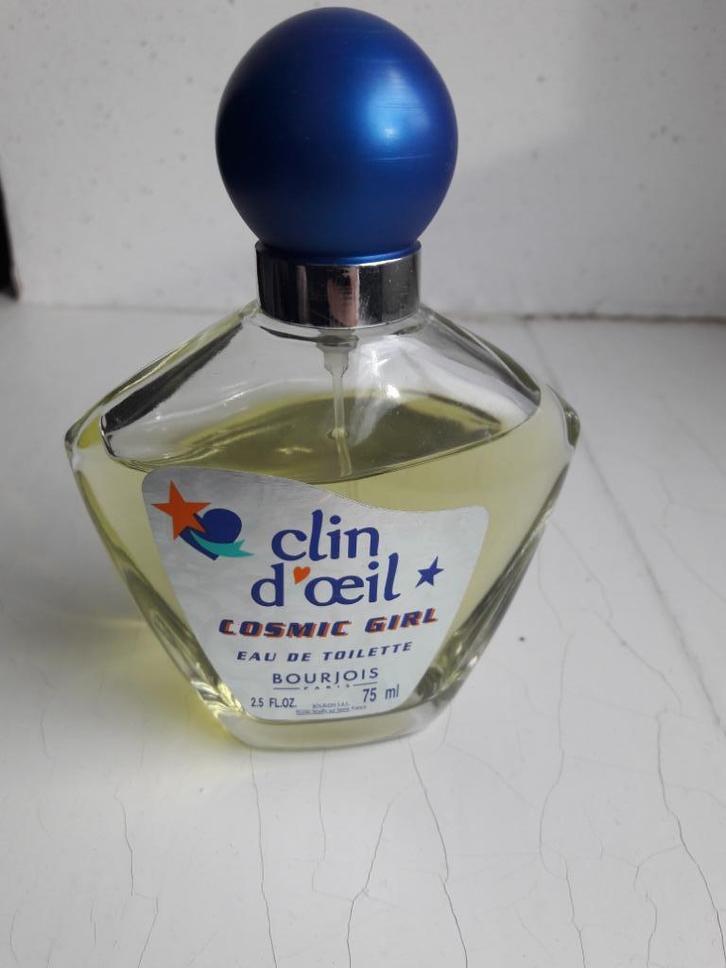 clin
d'œil
COSMIC GIRL
EAU DE TOILETTE
BOURJOIS
PARIS
2.5 FL.OZ. 75 ml